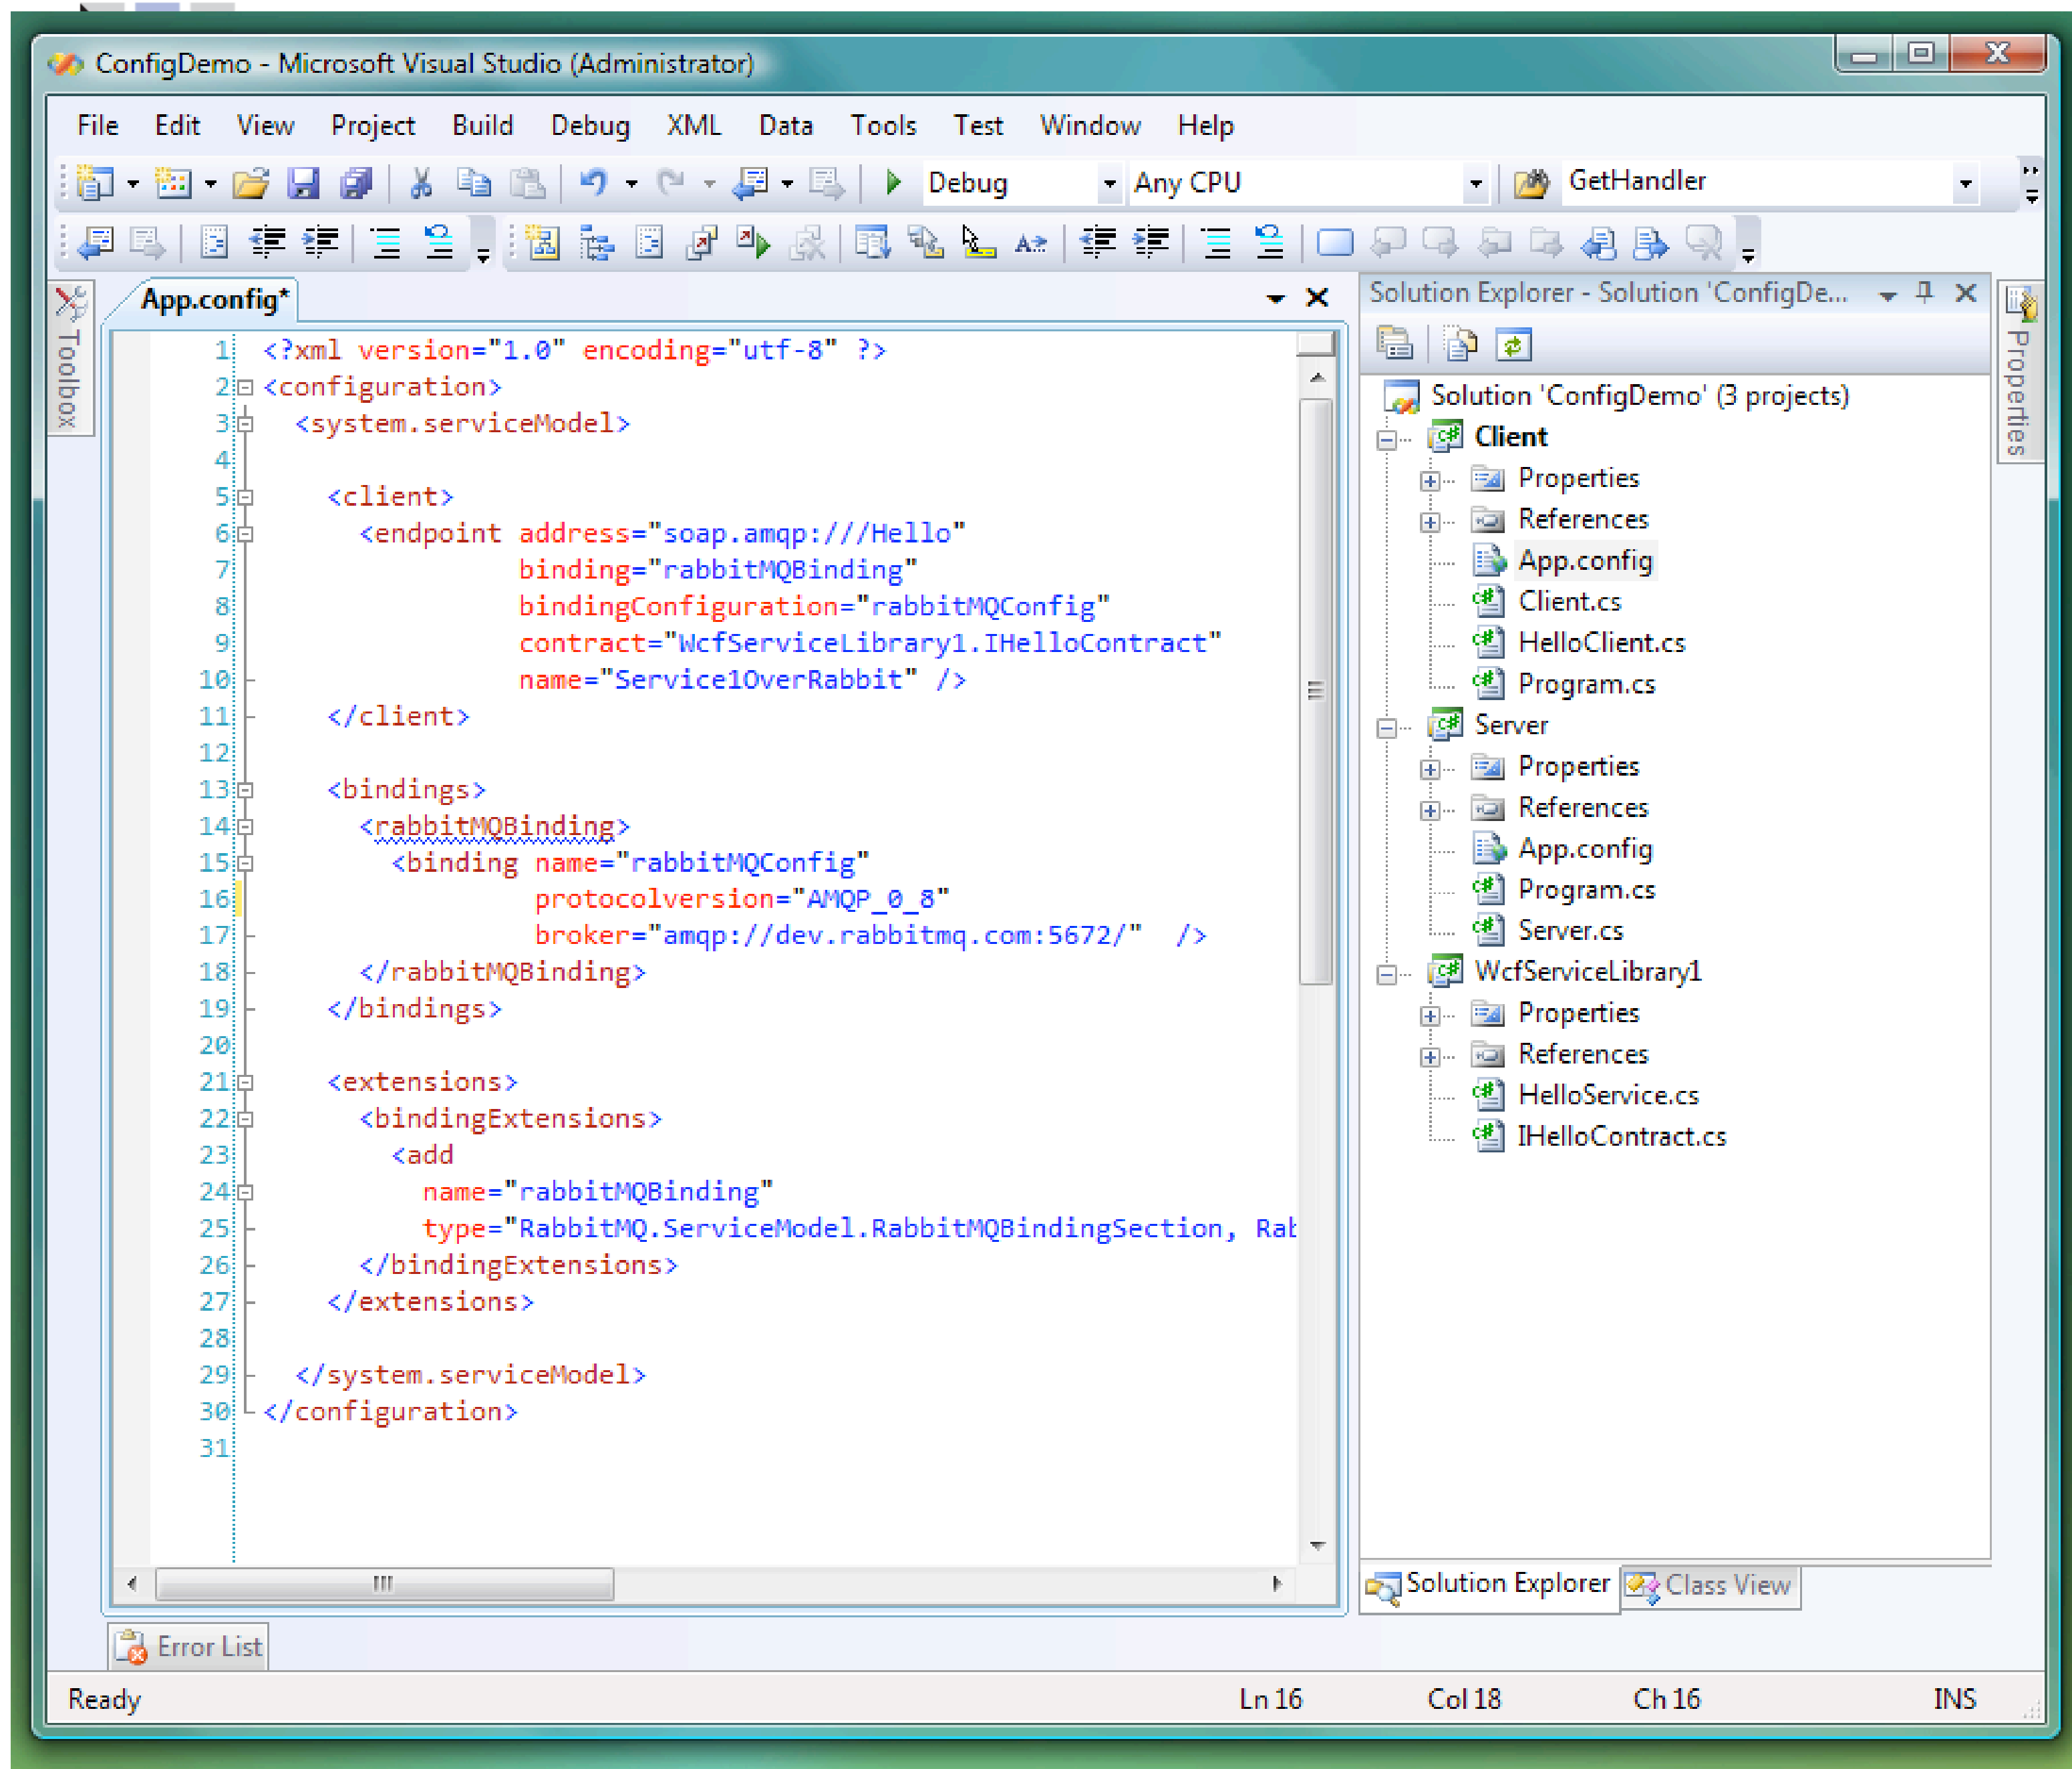 ConfigDemo - Microsoft Visual Studio (Administrator)
File Edit View Project Build Debug XML Data Tools Test Window Help
Debug Any CPU GetHandler
Toolbox
App.config*
1 <?xml version="1.0" encoding="utf-8" ?>
2 <configuration>
3 <system.serviceModel>
4
5 <client>
6 <endpoint address="soap.amqp:///Hello"
7 binding="rabbitMQBinding"
8 bindingConfiguration="rabbitMQConfig"
9 contract="WcfServiceLibrary1.IHelloContract"
10 name="Service1OverRabbit" />
11 </client>
12
13 <bindings>
14 <rabbitMQBinding>
15 <binding name="rabbitMQConfig"
16 protocolversion="AMQP_0_8"
17 broker="amqp://dev.rabbitmq.com:5672/" />
18 </rabbitMQBinding>
19 </bindings>
20
21 <extensions>
22 <bindingExtensions>
23 <add
24 name="rabbitMQBinding"
25 type="RabbitMQ.ServiceModel.RabbitMQBindingSection, Rab
26 </bindingExtensions>
27 </extensions>
28
29 </system.serviceModel>
30 </configuration>
31
Solution Explorer - Solution 'ConfigDe...
Solution 'ConfigDemo' (3 projects)
Client
Properties
References
App.config
Client.cs
HelloClient.cs
Program.cs
Server
Properties
References
App.config
Program.cs
Server.cs
WcfServiceLibrary1
Properties
References
HelloService.cs
IHelloContract.cs
Properties
Solution Explorer Class View
Error List
Ready Ln 16 Col 18 Ch 16 INS